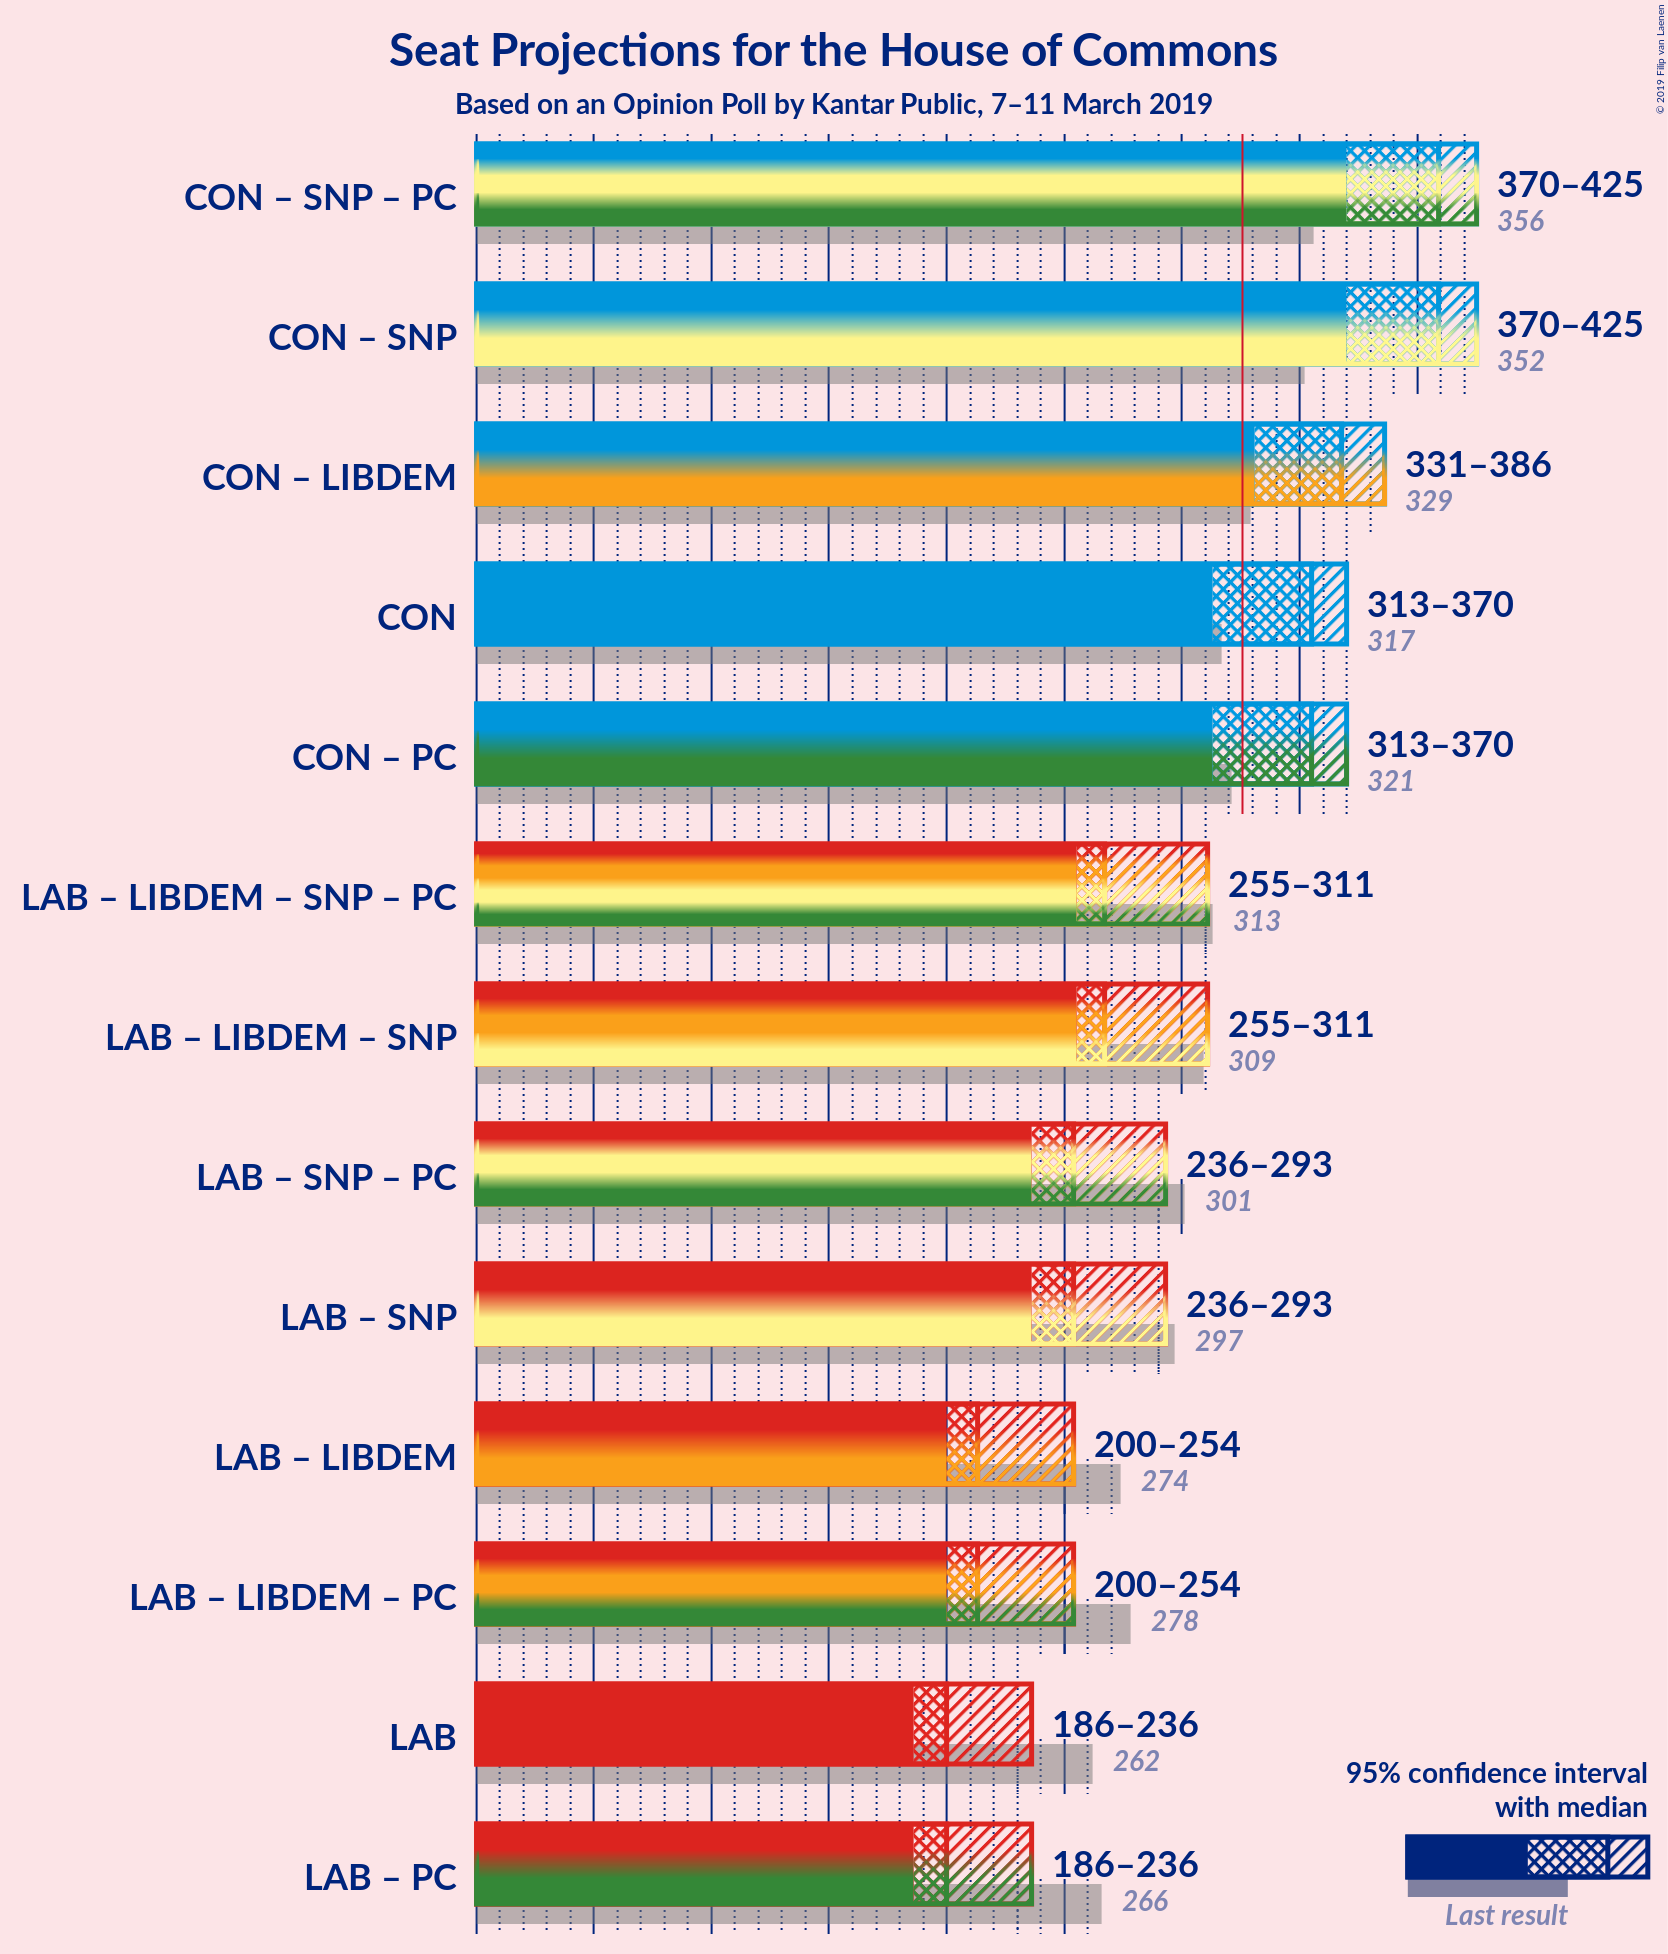 Seat Projections for the House of Commons
Based on an Opinion Poll by Kantar Public, 7–11 March 2019
© 2019 Filip van Laenen
CON – SNP – PC
370–425
356
CON – SNP
370–425
352
CON – LIBDEM
331–386
329
CON
313–370
317
CON – PC
313–370
321
LAB – LIBDEM – SNP – PC
255–311
313
LAB – LIBDEM – SNP
255–311
309
LAB – SNP – PC
236–293
301
LAB – SNP
236–293
297
LAB – LIBDEM
200–254
274
LAB – LIBDEM – PC
200–254
278
LAB
186–236
262
LAB – PC
186–236
266
95% confidence interval
with median
Last result